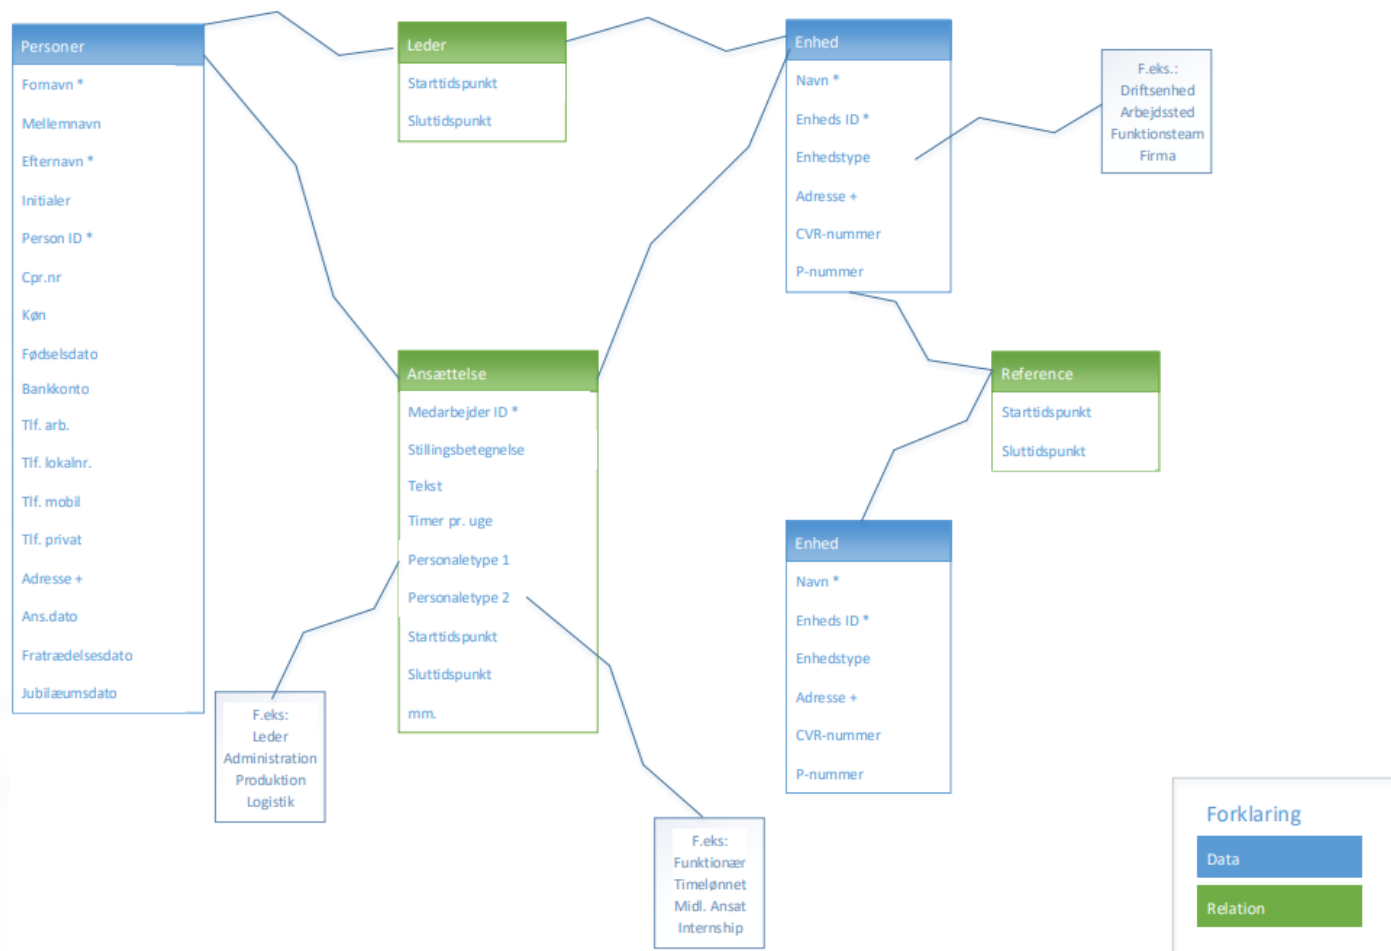 Personer
Fornavn *
Mellemnavn
Efternavn *
Initialer
Person ID *
Cpr.nr
Køn
Fødselsdato
Bankkonto
Tlf. arb.
Tlf. lokalnr.
Tlf. mobil
Tlf. privat
Adresse +
Ans.dato
Fratrædelsesdato
Jubilæumsdato
Leder
Starttidspunkt
Sluttidspunkt
Enhed
Navn *
Enheds ID *
Enhedstype
Adresse +
CVR-nummer
P-nummer
F.eks.:
Driftsenhed
Arbejdssted
Funktionsteam
Firma
Ansættelse
Medarbejder ID *
Stillingsbetegnelse
Tekst
Timer pr. uge
Personaletype 1
Personaletype 2
Starttidspunkt
Sluttidspunkt
mm.
Reference
Starttidspunkt
Sluttidspunkt
Enhed
Navn *
Enheds ID *
Enhedstype
Adresse +
CVR-nummer
P-nummer
F.eks:
Leder
Administration
Produktion
Logistik
F.eks:
Funktionær
Timelønnet
Midl. Ansat
Internship
Forklaring
Data
Relation